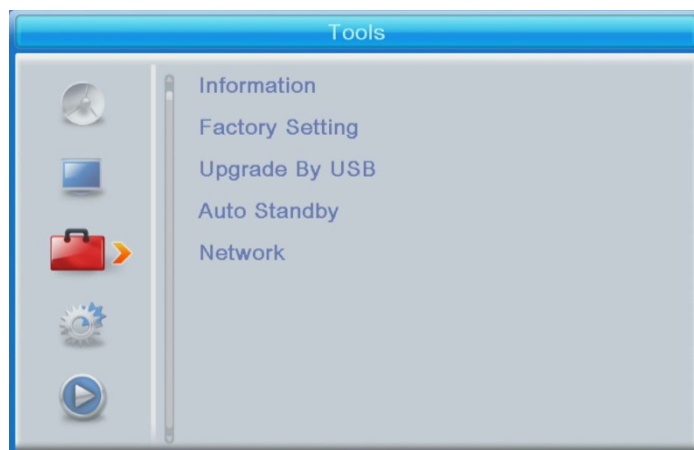 Tools
Information
Factory Setting
Upgrade By USB
Auto Standby
Network